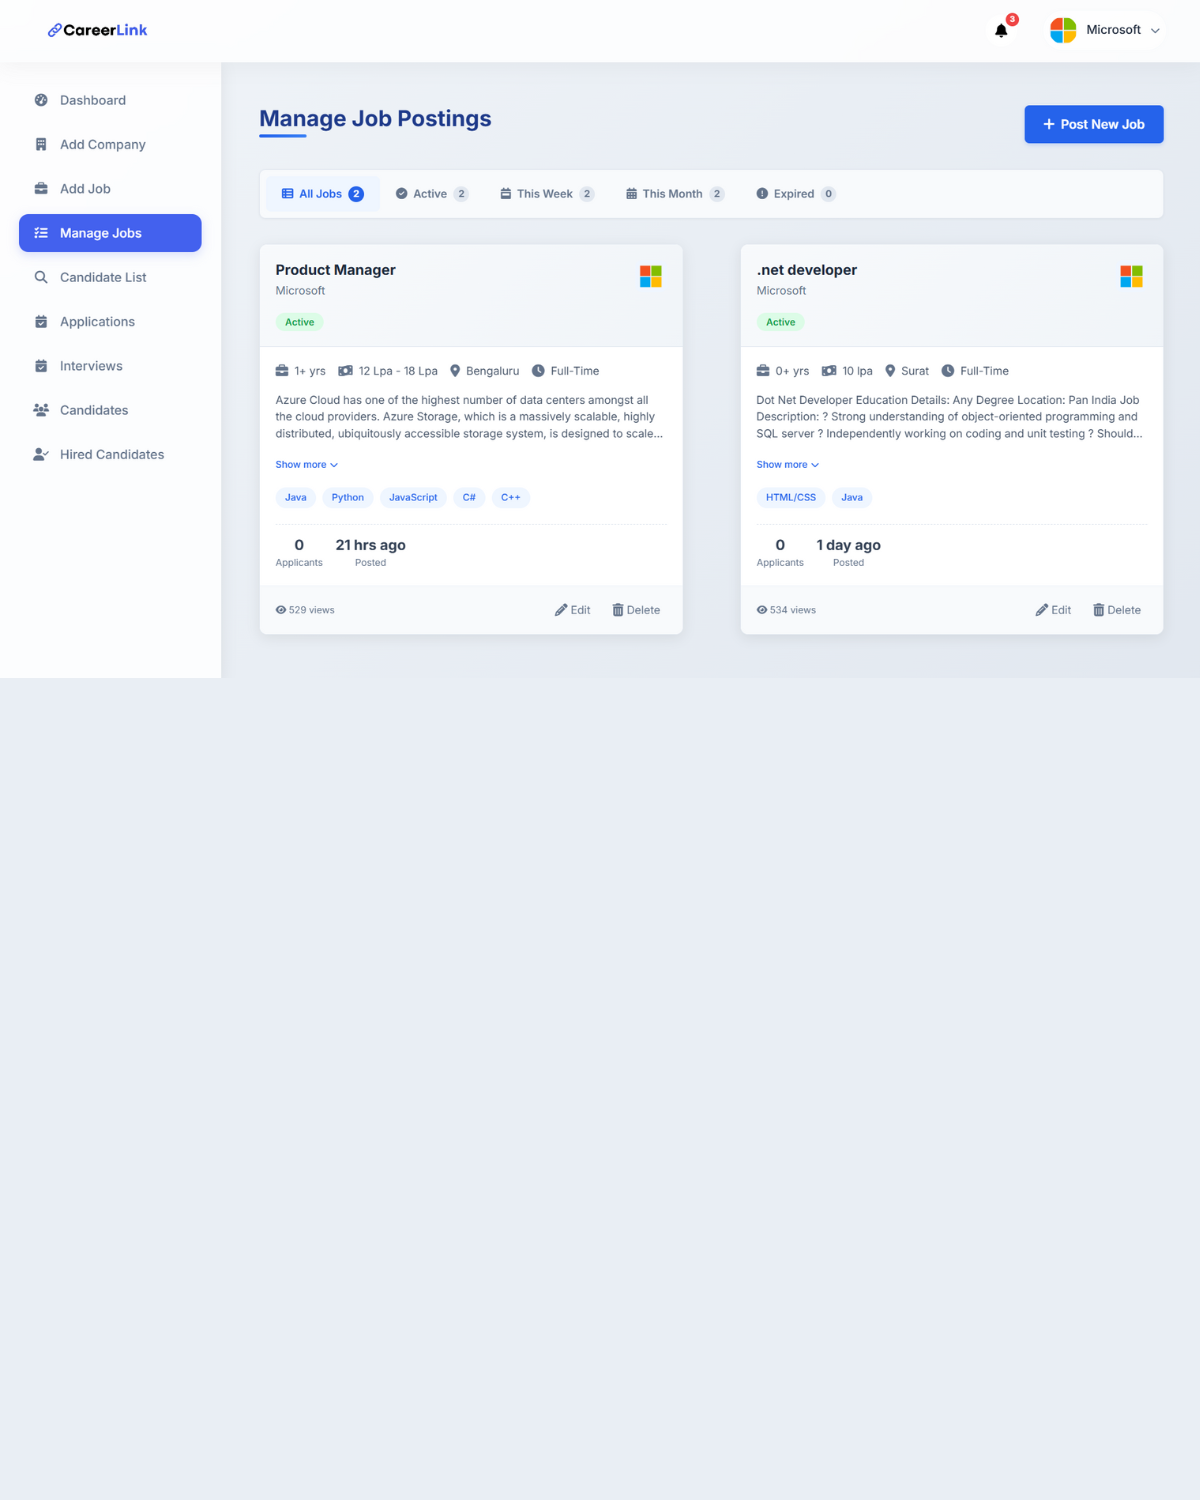 CareerLink
3
Microsoft
Dashboard
Add Company
Add Job
Manage Jobs
Candidate List
Applications
Interviews
Candidates
Hired Candidates
Manage Job Postings
Post New Job
All Jobs 2 Active 2 This Week 2 This Month 2 Expired 0
Product Manager
Microsoft
Active
1+ yrs 12 Lpa - 18 Lpa Bengaluru Full-Time
Azure Cloud has one of the highest number of data centers amongst all
the cloud providers. Azure Storage, which is a massively scalable, highly
distributed, ubiquitously accessible storage system, is designed to scale...
Show more
Java Python JavaScript C# C++
0 21 hrs ago
Applicants Posted
529 views Edit Delete
.net developer
Microsoft
Active
0+ yrs 10 lpa Surat Full-Time
Dot Net Developer Education Details: Any Degree Location: Pan India Job
Description: ? Strong understanding of object-oriented programming and
SQL server ? Independently working on coding and unit testing ? Should...
Show more
HTML/CSS Java
0 1 day ago
Applicants Posted
534 views Edit Delete